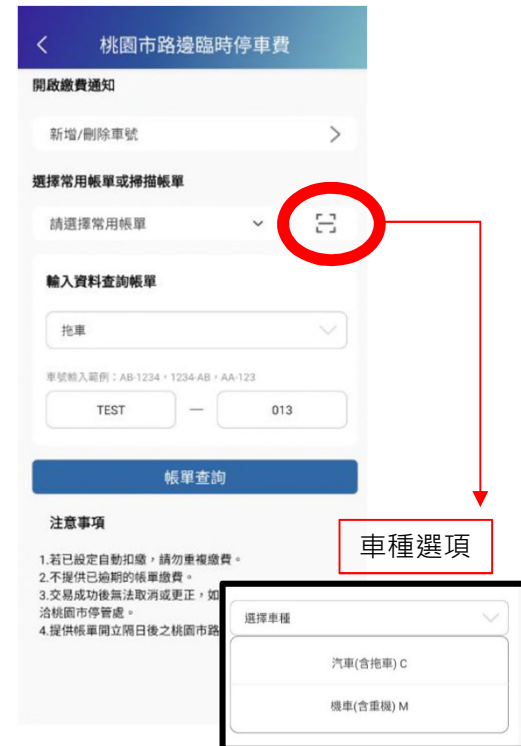 桃園市路邊臨時停車費
開啟繳費通知
新增/刪除車號
選擇常用帳單或掃描帳單
請選擇常用帳單
輸入資料查詢帳單
拖車
車號輸入範例：AB-1234，1234-AB，AA-123
TEST — 013
帳單查詢
注意事項
1.若已設定自動扣繳，請勿重複繳費。
2.不提供已逾期的帳單繳費。
3.交易成功後無法取消或更正，如
洽桃園市停管處。
4.提供帳單開立隔日後之桃園市路
車種選項
選擇車種
汽車(含拖車) C
機車(含重機) M